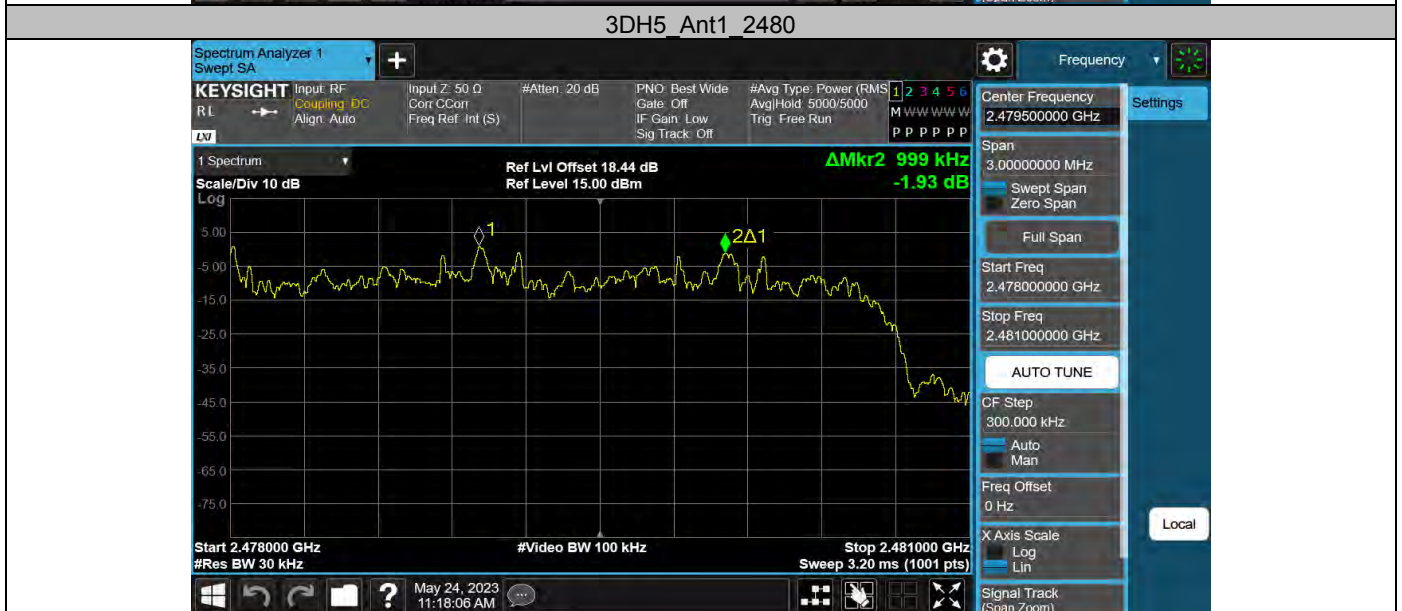 (Span Zoom)
3DH5_Ant1_2480
Spectrum Analyzer 1
Swept SA
+
Frequency
KEYSIGHT
RL
LXI
Input: RF
Coupling: DC
Align: Auto
Input Z: 50 Ω
Corr CCorr
Freq Ref: Int (S)
#Atten: 20 dB
PNO: Best Wide
Gate: Off
IF Gain: Low
Sig Track: Off
#Avg Type: Power (RMS
Avg|Hold: 5000/5000
Trig: Free Run
1 2 3 4 5 6
M W W W W W
P P P P P P
Center Frequency
2.479500000 GHz
Settings
1 Spectrum
Scale/Div 10 dB
Log
Ref Lvl Offset 18.44 dB
Ref Level 15.00 dBm
ΔMkr2 999 kHz
-1.93 dB
Span
3.00000000 MHz
Swept Span
Zero Span
Full Span
Start Freq
2.478000000 GHz
Stop Freq
2.481000000 GHz
AUTO TUNE
CF Step
300.000 kHz
Auto
Man
Freq Offset
0 Hz
X Axis Scale
Log
Lin
Signal Track
(Span Zoom)
Local
1
2Δ1
5.00
-5.00
-15.0
-25.0
-35.0
-45.0
-55.0
-65.0
-75.0
Start 2.478000 GHz
#Res BW 30 kHz
#Video BW 100 kHz
Stop 2.481000 GHz
Sweep 3.20 ms (1001 pts)
?
May 24, 2023
11:18:06 AM